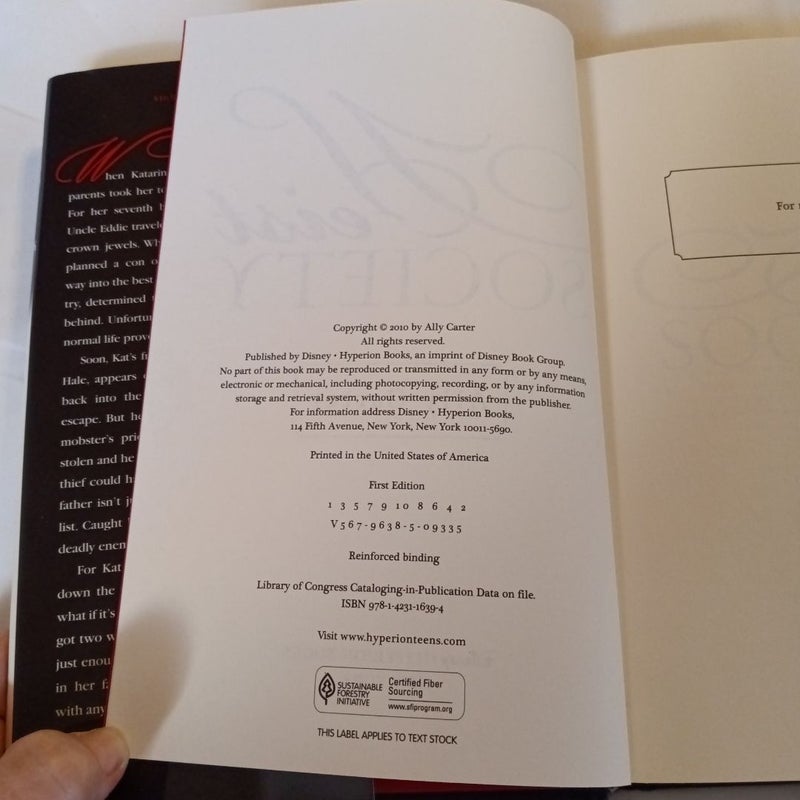 When Katarin
parents took her to
For her seventh
Uncle Eddie travele
crown jewels. Wh
planned a con o
way into the best
try, determined
behind. Unfortun
normal life prov
Soon, Kat's f
Hale, appears
back into the
escape. But he
mobster's pri
stolen and he
thief could h
father isn't j
list. Caught
deadly enem
For Kat
down the
what if it's
got two w
just enou
in her f
with any
Heist
SOCIETY
Copyright © 2010 by Ally Carter
All rights reserved.
Published by Disney • Hyperion Books, an imprint of Disney Book Group.
No part of this book may be reproduced or transmitted in any form or by any means,
electronic or mechanical, including photocopying, recording, or by any information
storage and retrieval system, without written permission from the publisher.
For information address Disney • Hyperion Books,
114 Fifth Avenue, New York, New York 10011-5690.
Printed in the United States of America
First Edition
1 3 5 7 9 10 8 6 4 2
V567-9638-5-09335
Reinforced binding
Library of Congress Cataloging-in-Publication Data on file.
ISBN 978-1-4231-1639-4
Visit www.hyperionteens.com
SUSTAINABLE
FORESTRY
INITIATIVE
Certified Fiber
Sourcing
www.sfiprogram.org
THIS LABEL APPLIES TO TEXT STOCK
For